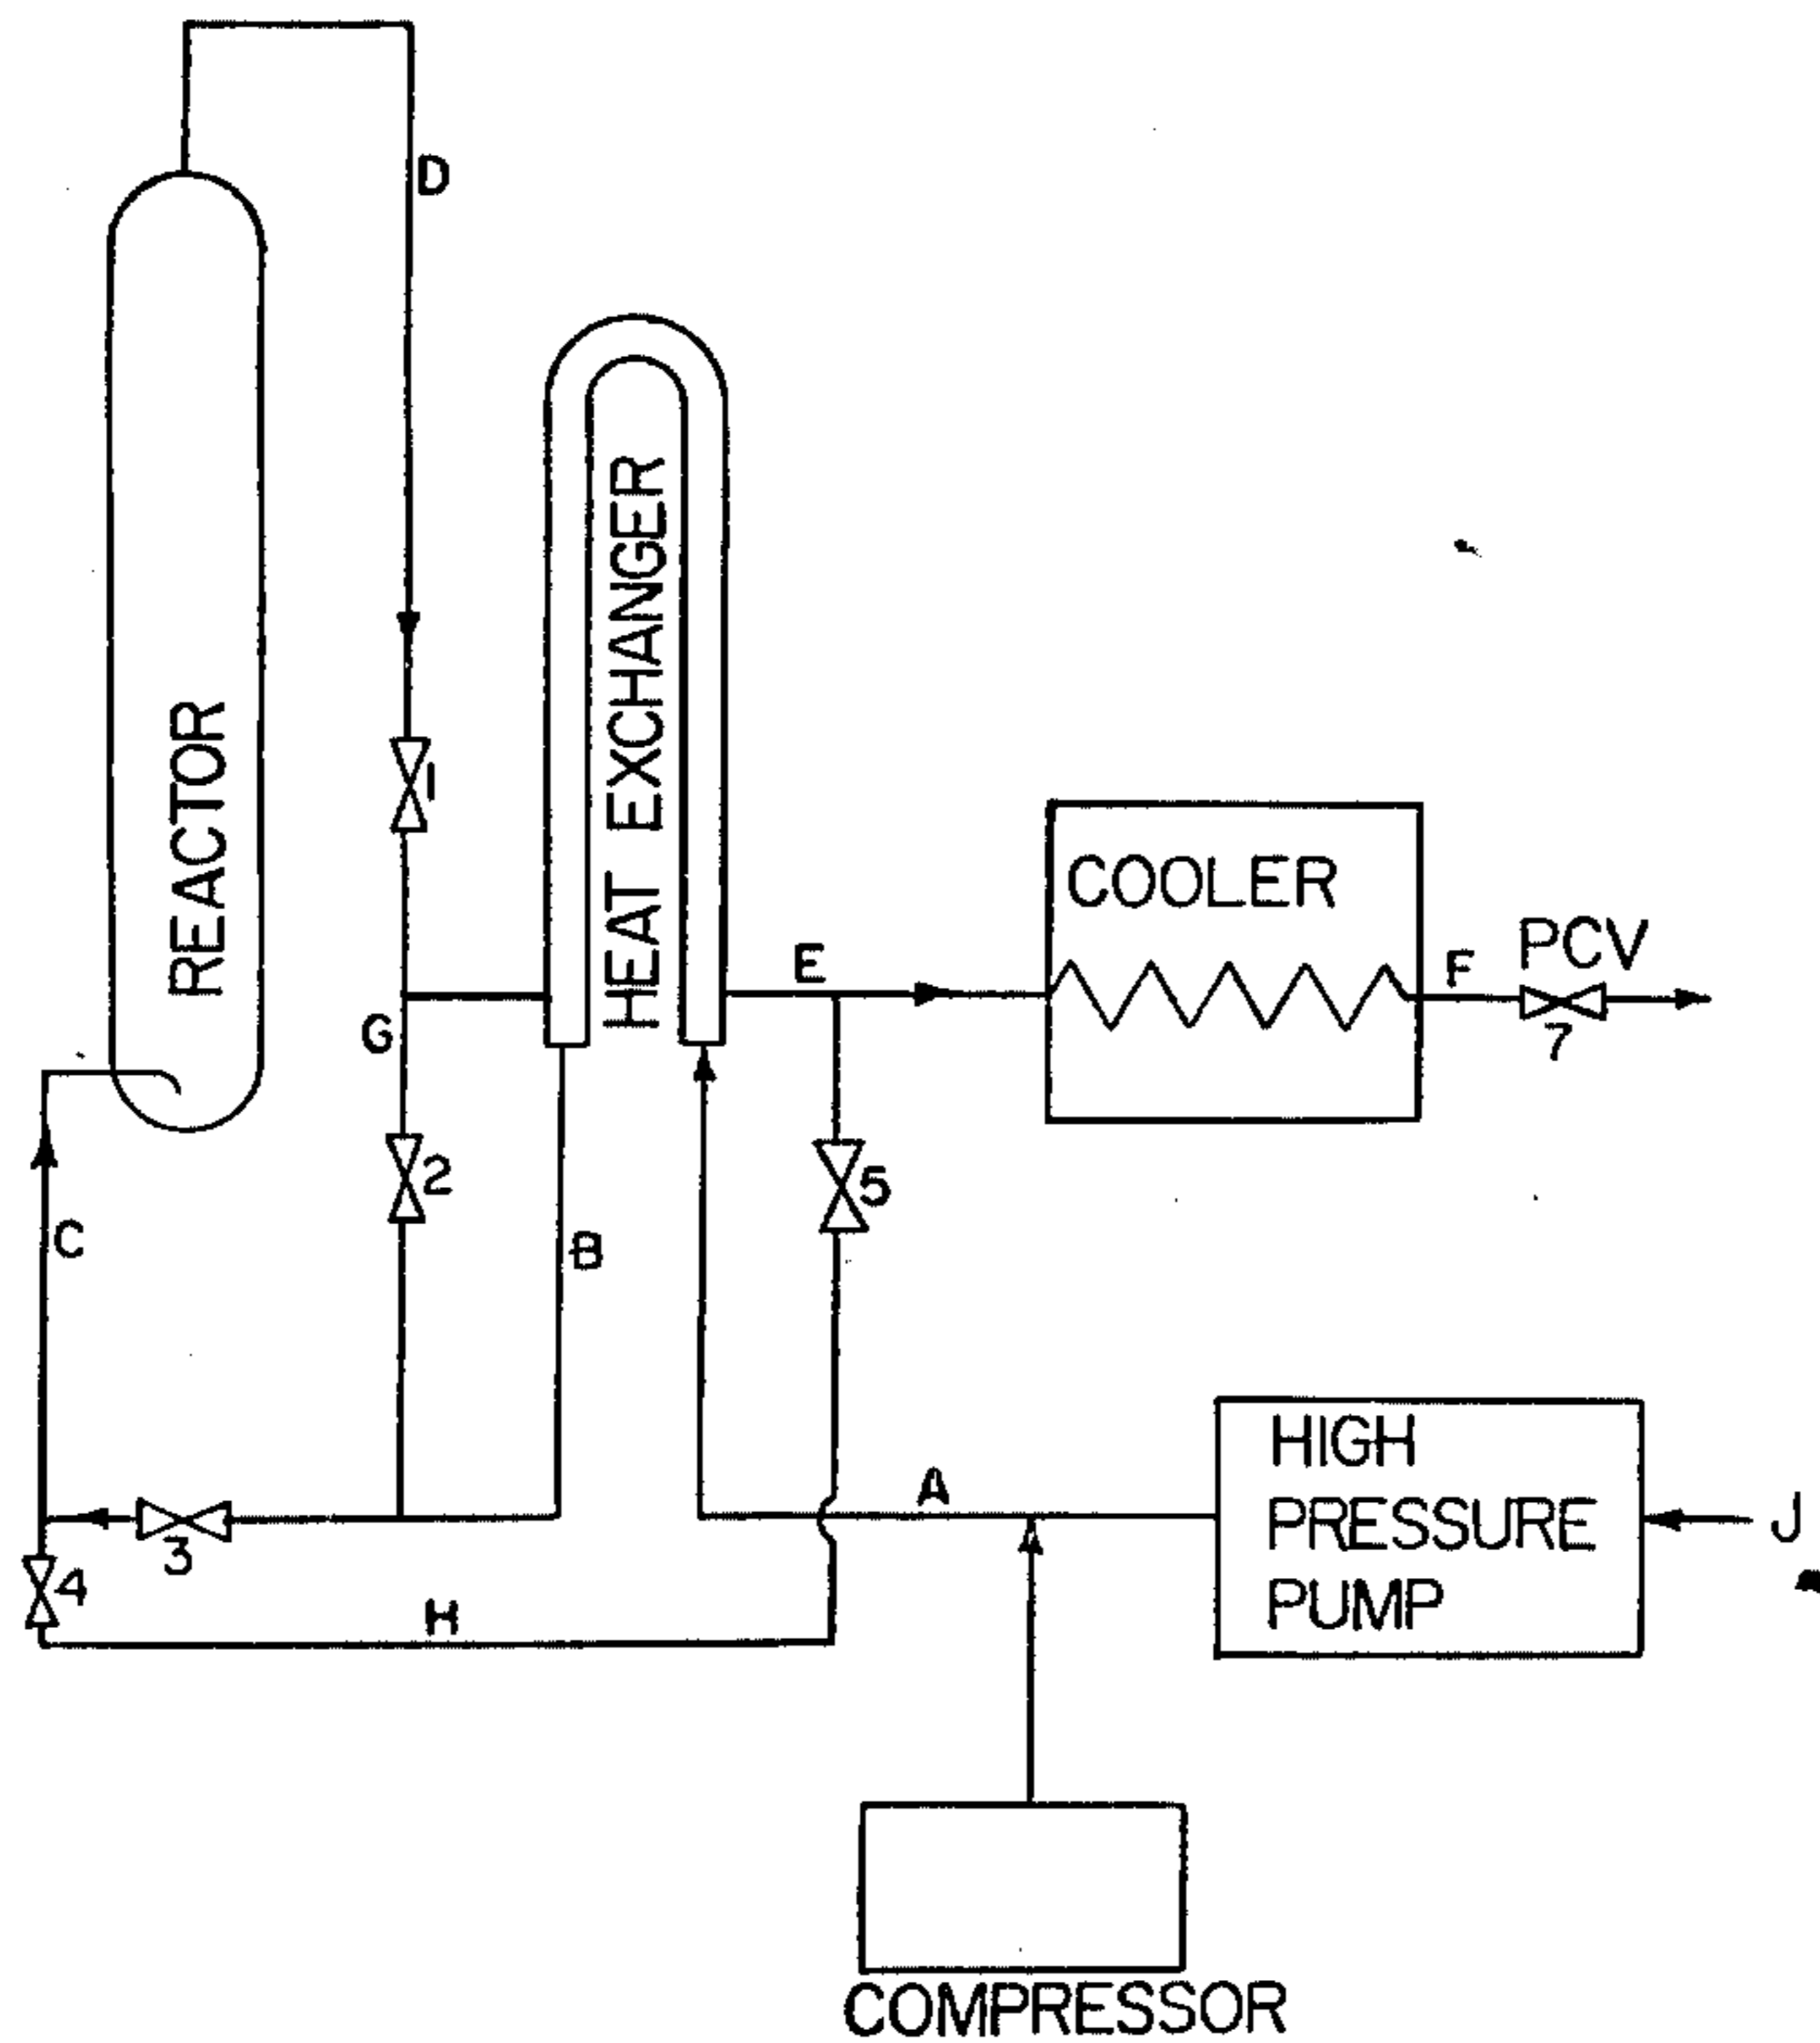 D
REACTOR
HEAT EXCHANGER
1
COOLER
E
F
PCV
7
G
2
5
C
B
A
HIGH
PRESSURE
PUMP
J
3
4
H
COMPRESSOR